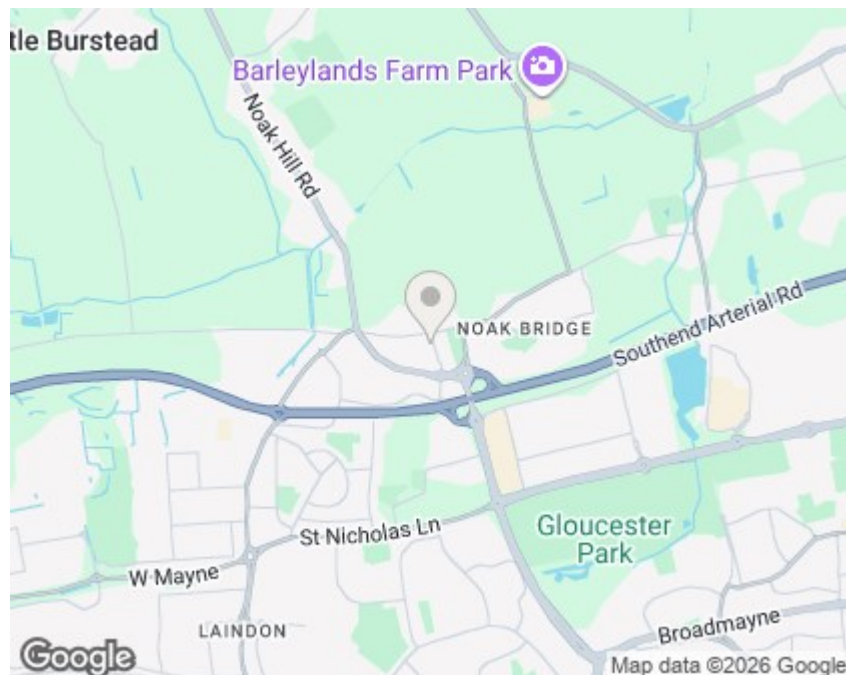 tle Burstead
Barleylands Farm Park
Noak Hill Rd
NOAK BRIDGE
Southend Arterial Rd
St Nicholas Ln
Gloucester
Park
W Mayne
LAINDON
Broadmayne
Google
Map data ©2026 Google